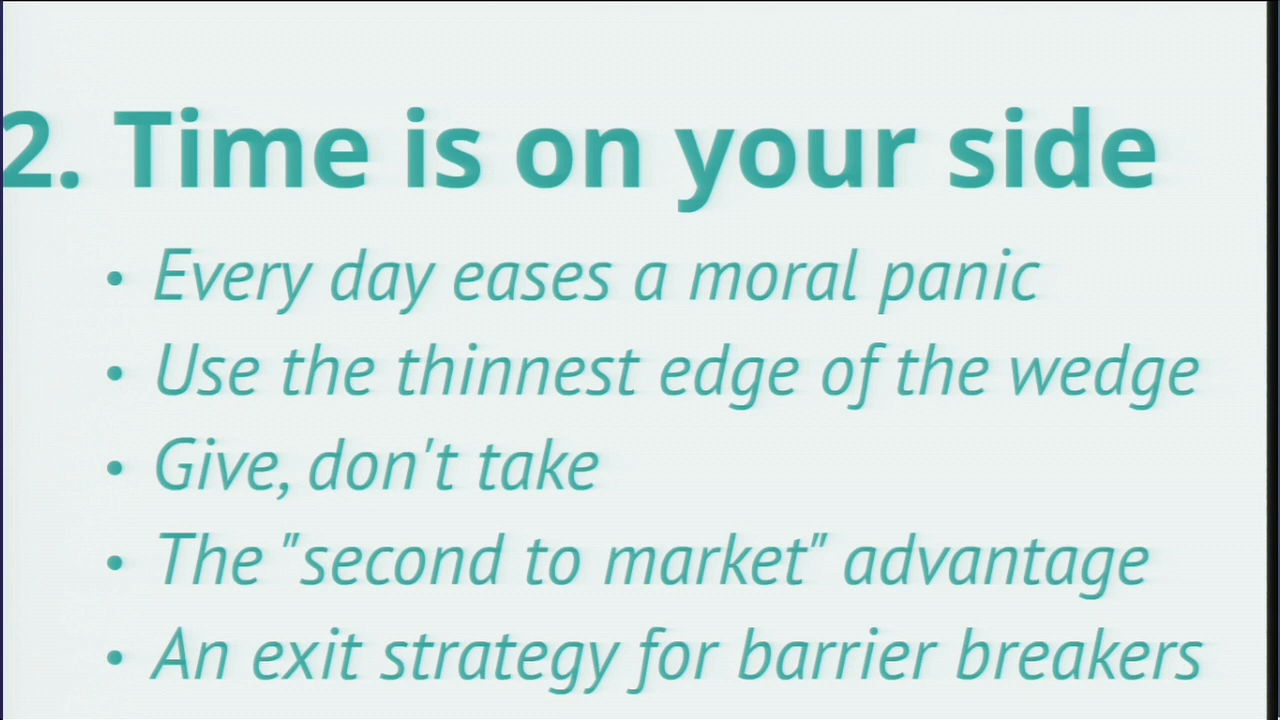 2. Time is on your side
• Every day eases a moral panic
• Use the thinnest edge of the wedge
• Give, don't take
• The "second to market" advantage
• An exit strategy for barrier breakers